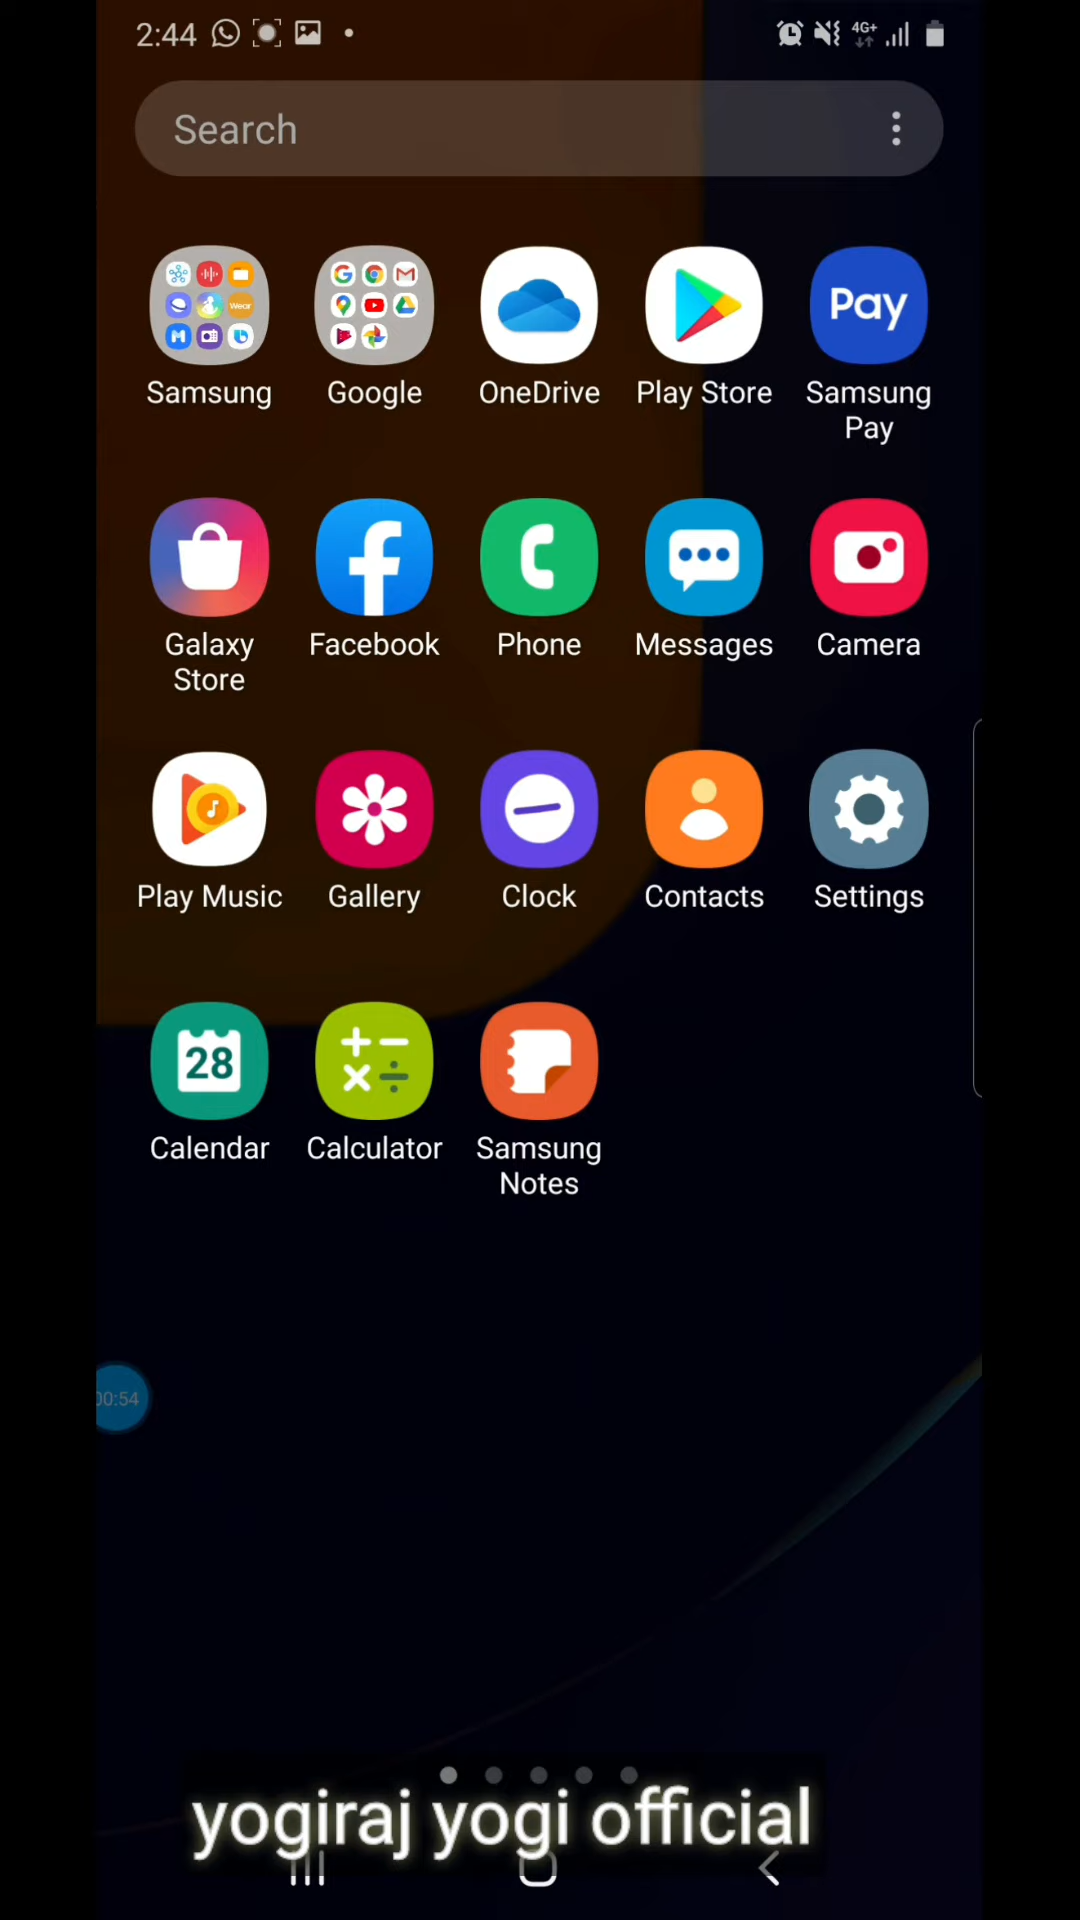 2:44 4G+
Search
Wear
Pay
Samsung Google OneDrive Play Store Samsung
Pay
Galaxy Facebook Phone Messages Camera
Store
Play Music Gallery Clock Contacts Settings
28
Calendar Calculator Samsung
Notes
00:54
yogiraj yogi official